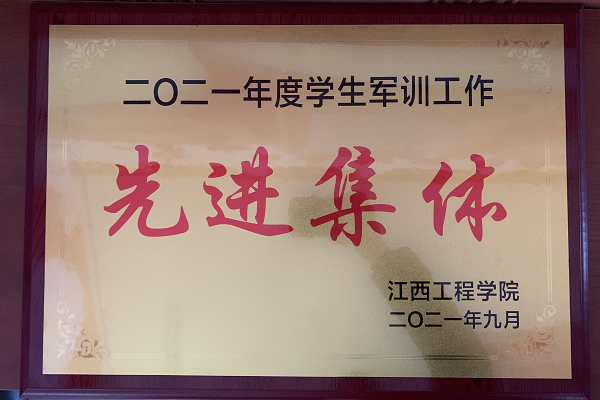 二〇二一年度学生军训工作
先进集体
江西工程学院
二〇二一年九月